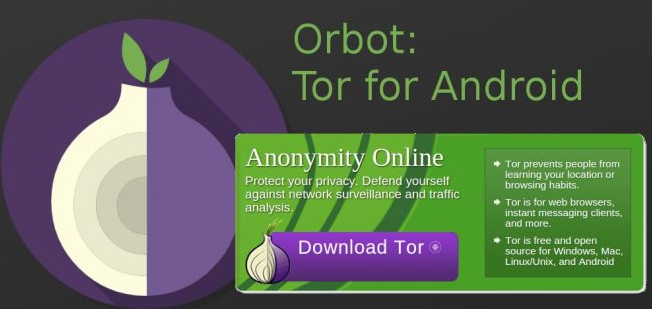 Orbot:
Tor for Android
Anonymity Online
Protect your privacy. Defend yourself
against network surveillance and traffic
analysis.
Download Tor
Tor prevents people from
learning your location or
browsing habits.
Tor is for web browsers,
instant messaging clients,
and more.
Tor is free and open
source for Windows, Mac,
Linux/Unix, and Android